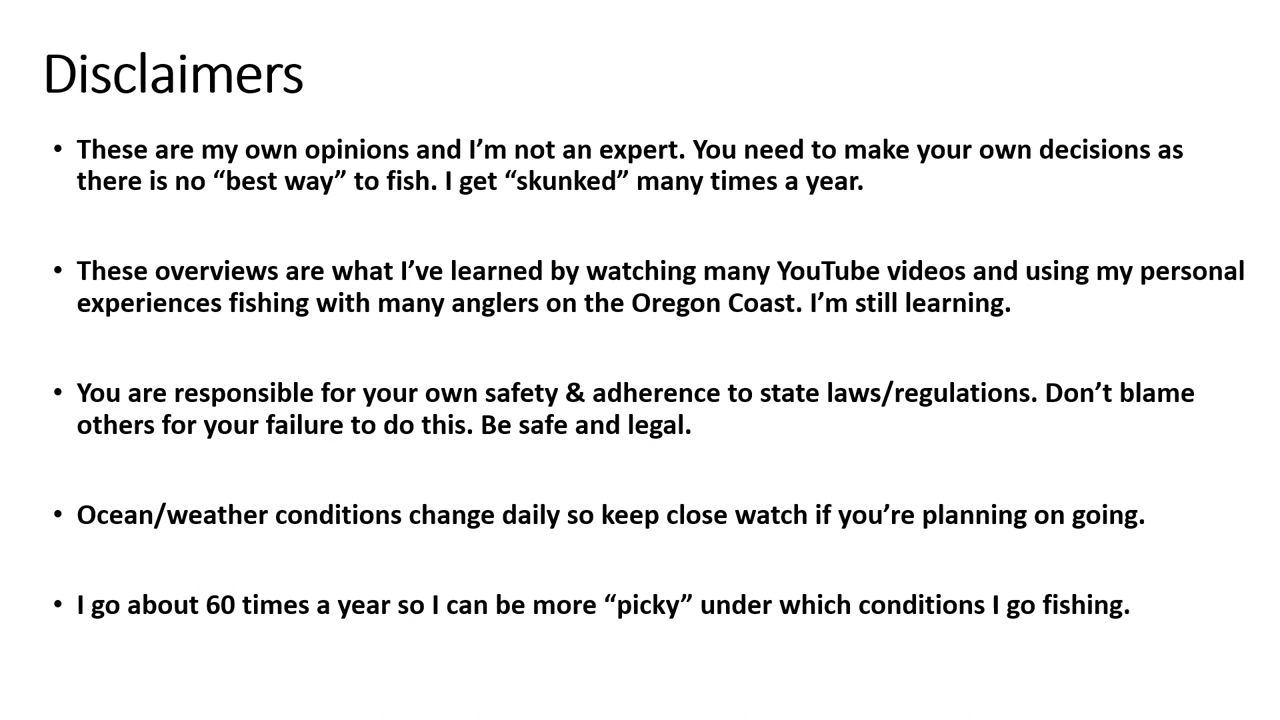 Disclaimers
• These are my own opinions and I’m not an expert. You need to make your own decisions as
there is no “best way” to fish. I get “skunked” many times a year.
• These overviews are what I’ve learned by watching many YouTube videos and using my personal
experiences fishing with many anglers on the Oregon Coast. I’m still learning.
• You are responsible for your own safety & adherence to state laws/regulations. Don’t blame
others for your failure to do this. Be safe and legal.
• Ocean/weather conditions change daily so keep close watch if you’re planning on going.
• I go about 60 times a year so I can be more “picky” under which conditions I go fishing.